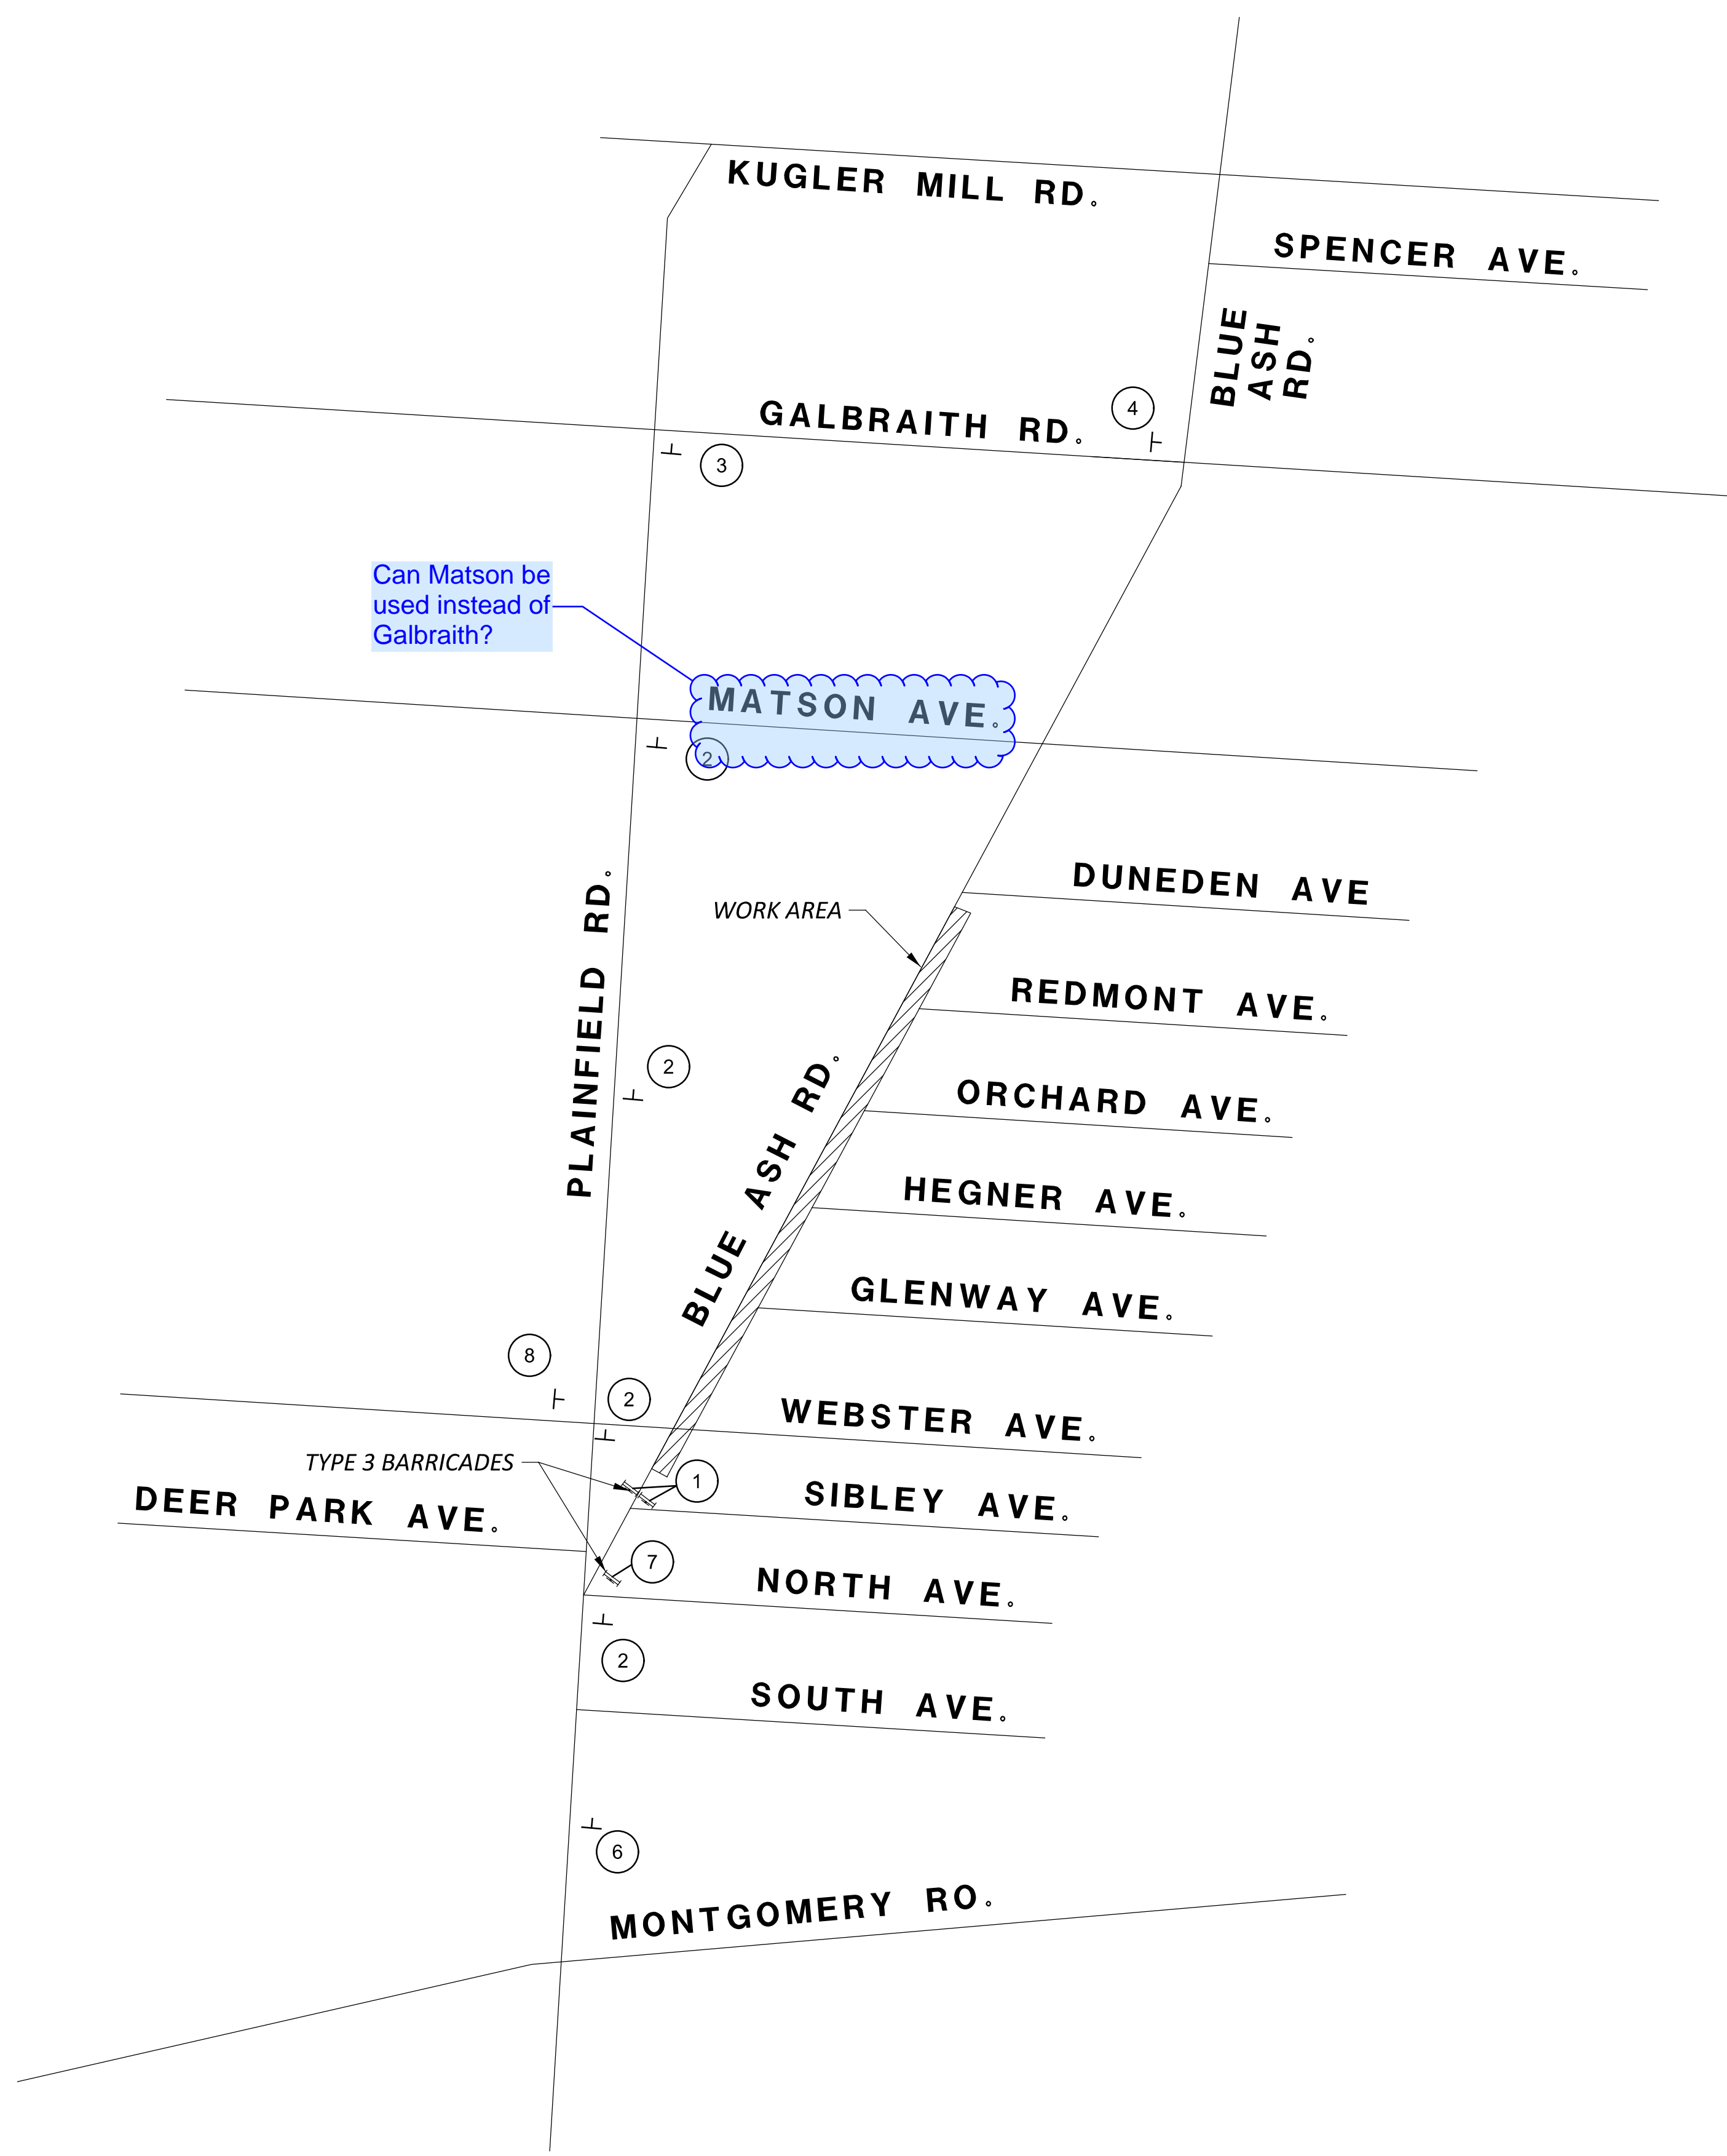 KUGLER MILL RD.
SPENCER AVE.
BLUE
ASH
RD.
4
GALBRAITH RD.
3
Can Matson be
used instead of
Galbraith?
MATSON AVE.
2
DUNEDEN AVE
WORK AREA
PLAINFIELD RD.
REDMONT AVE.
2
BLUE ASH RD.
ORCHARD AVE.
HEGNER AVE.
GLENWAY AVE.
8
2
WEBSTER AVE.
TYPE 3 BARRICADES
1
DEER PARK AVE.
SIBLEY AVE.
7
NORTH AVE.
2
SOUTH AVE.
6
MONTGOMERY RO.